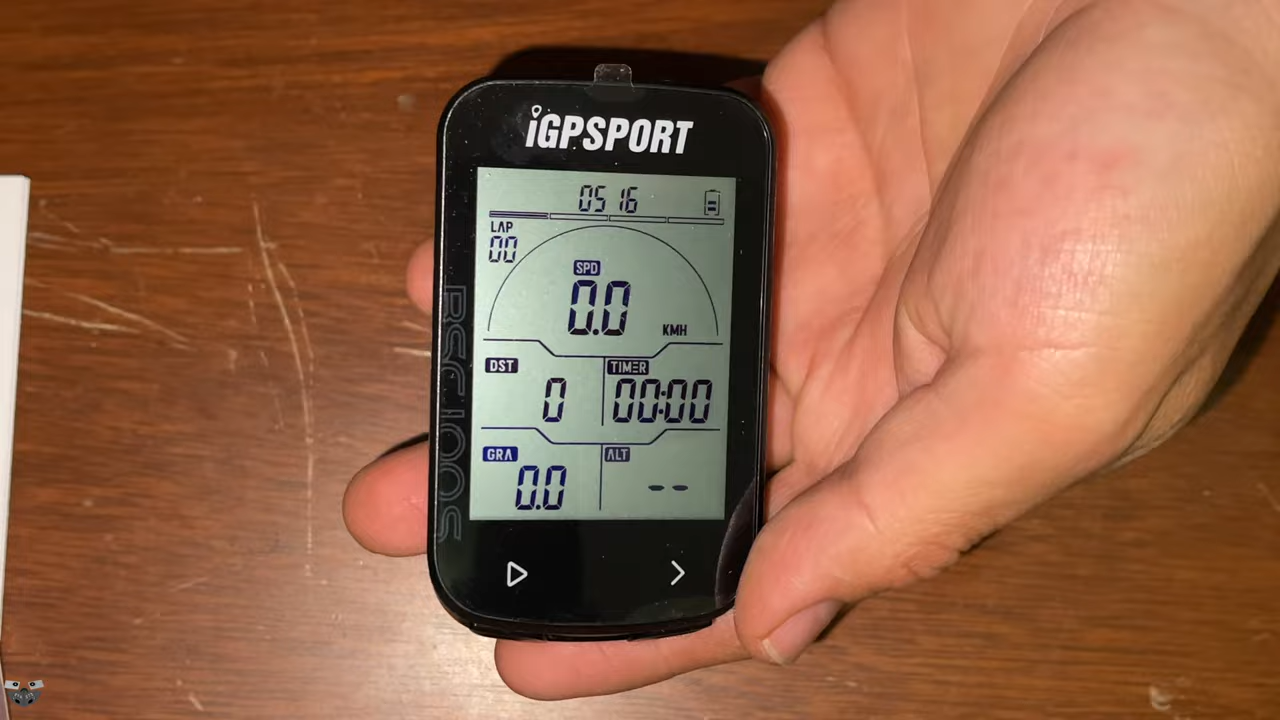 iGPSPORT
05 16
LAP
00
SPD
0.0
KMH
DST
TIMER
0
00:00
GRA
ALT
0.0
--
BSC100S